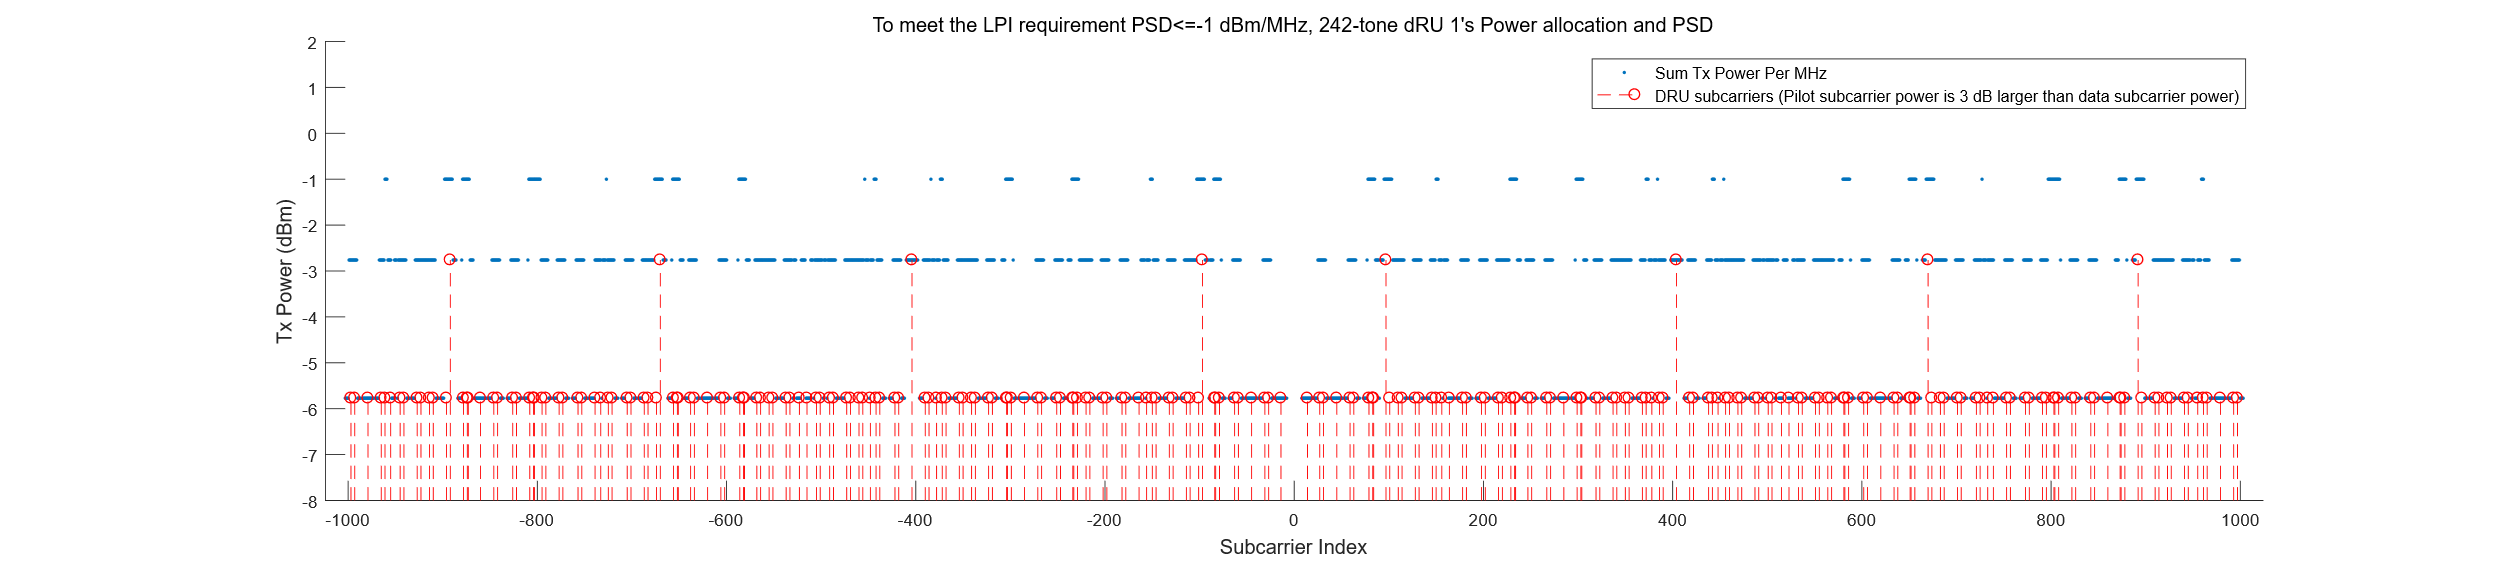 To meet the LPI requirement PSD<=-1 dBm/MHz, 242-tone dRU 1's Power allocation and PSD
Sum Tx Power Per MHz
DRU subcarriers (Pilot subcarrier power is 3 dB larger than data subcarrier power)
2
1
0
-1
-2
-3
-4
-5
-6
-7
-8
Tx Power (dBm)
-1000 -800 -600 -400 -200 0 200 400 600 800 1000
Subcarrier Index